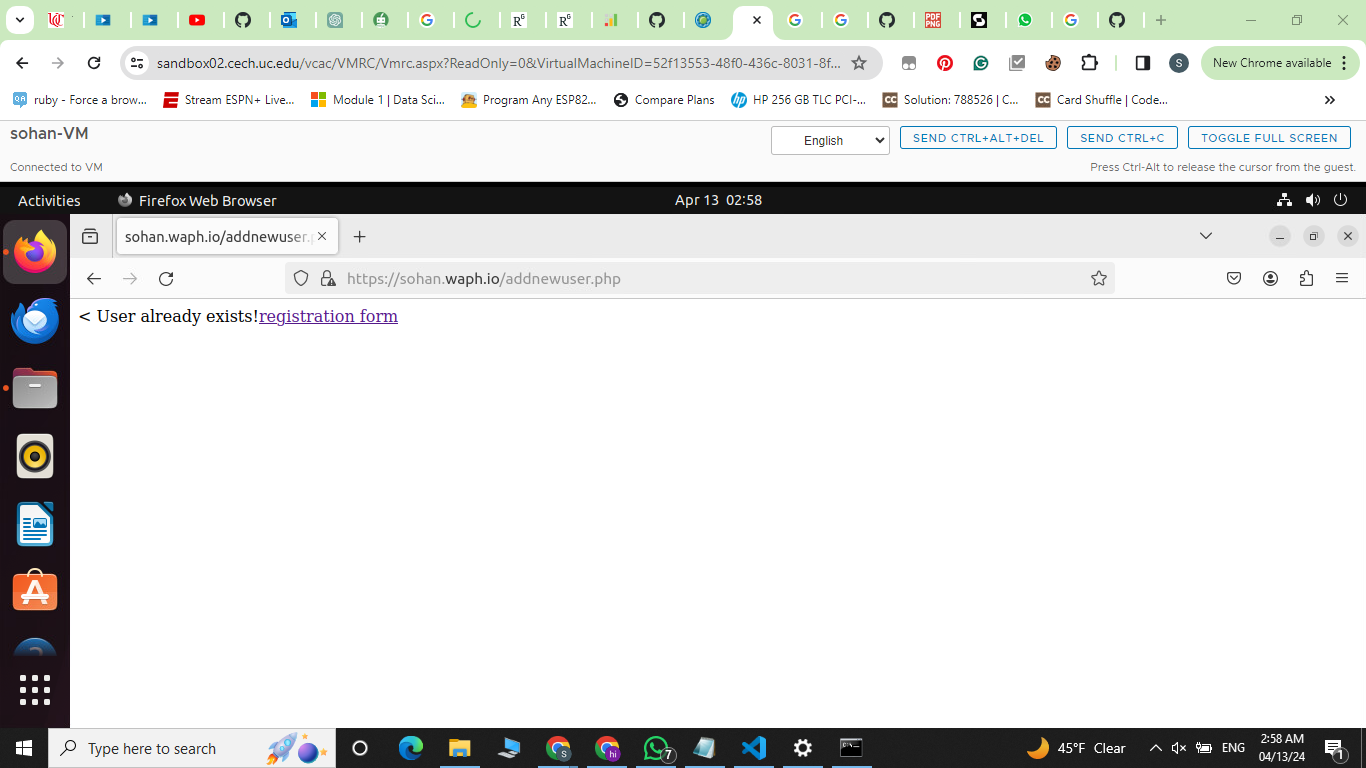 New Chrome available
sandbox02.cech.uc.edu/vcac/VMRC/Vmrc.aspx?ReadOnly=0&VirtualMachineID=52f13553-48f0-436c-8031-8f...
S
ruby - Force a brow...
Stream ESPN+ Live...
Module 1 | Data Sci...
Program Any ESP82...
Compare Plans
HP 256 GB TLC PCI-...
CC Solution: 788526 | C...
CC Card Shuffle | Code...
sohan-VM
English
SEND CTRL+ALT+DEL
SEND CTRL+C
TOGGLE FULL SCREEN
Connected to VM
Press Ctrl-Alt to release the cursor from the guest.
Activities
Firefox Web Browser
Apr 13 02:58
sohan.waph.io/addnewuser.p
https://sohan.waph.io/addnewuser.php
< User already exists!registration form
Type here to search
45°F Clear
ENG
2:58 AM
04/13/24